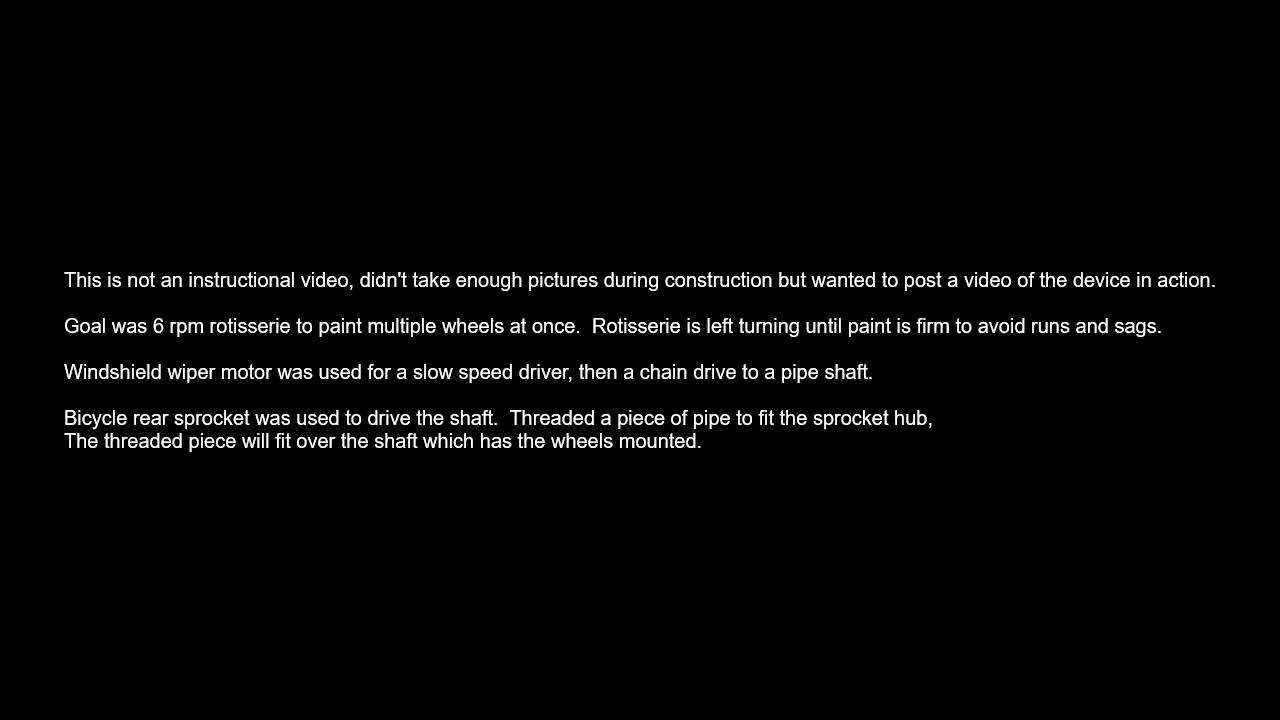 This is not an instructional video, didn't take enough pictures during construction but wanted to post a video of the device in action.
Goal was 6 rpm rotisserie to paint multiple wheels at once.  Rotisserie is left turning until paint is firm to avoid runs and sags.
Windshield wiper motor was used for a slow speed driver, then a chain drive to a pipe shaft.
Bicycle rear sprocket was used to drive the shaft.  Threaded a piece of pipe to fit the sprocket hub,
The threaded piece will fit over the shaft which has the wheels mounted.